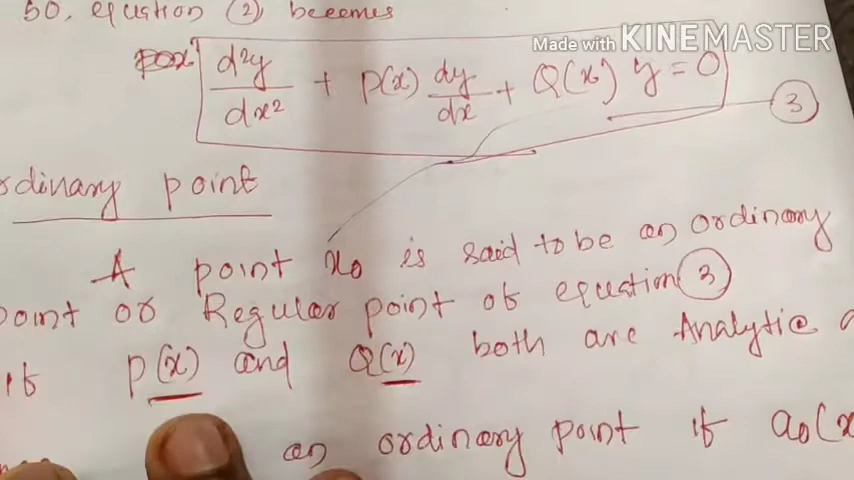 So, equation (2) becomes
Made with KINEMASTER
d²y/dx² + P(x) dy/dx + Q(x) y = 0
3
ordinary point
A point x₀ is said to be an ordinary
point or Regular point of equation 3
if P(x) and Q(x) both are Analytic
an ordinary point if a₀(x